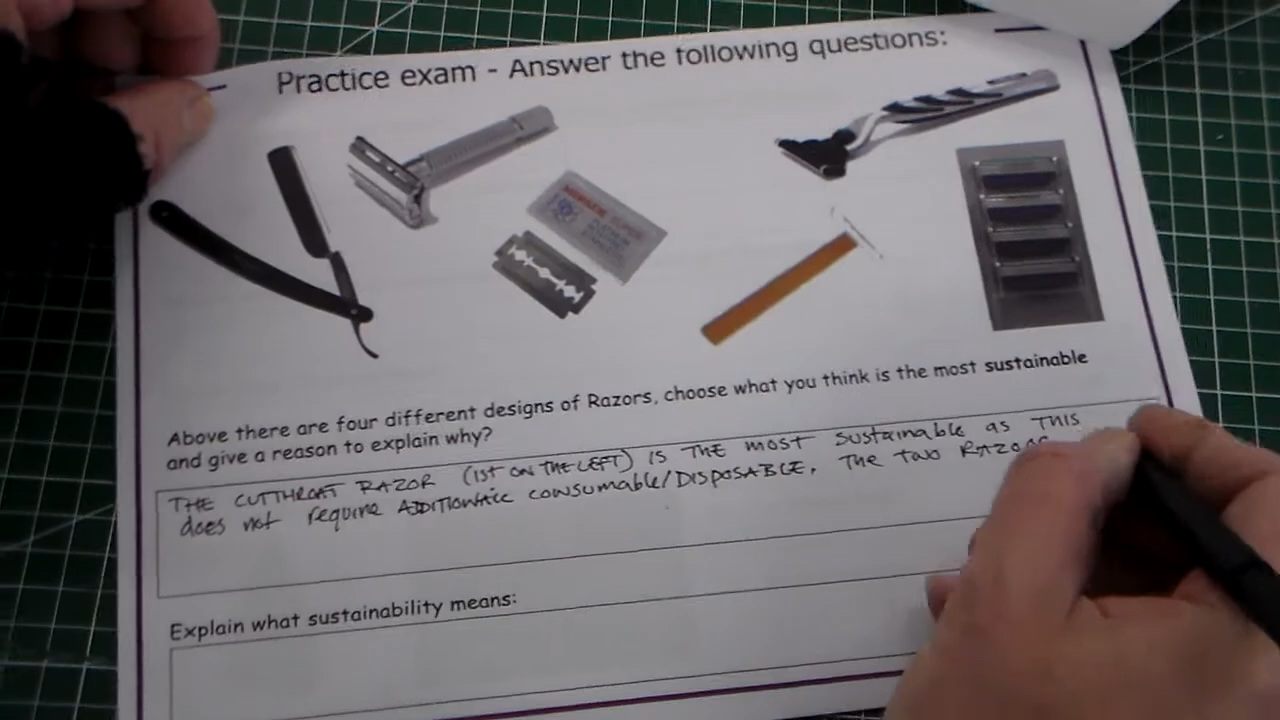 Practice exam - Answer the following questions:
Above there are four different designs of Razors, choose what you think is the most sustainable
and give a reason to explain why?
THE CUTTHROAT RAZOR (1ST ON THE LEFT) IS THE MOST sustainable as THIS
does not require consumable/DISPOSABLE, The two RAZORS
Explain what sustainability means: